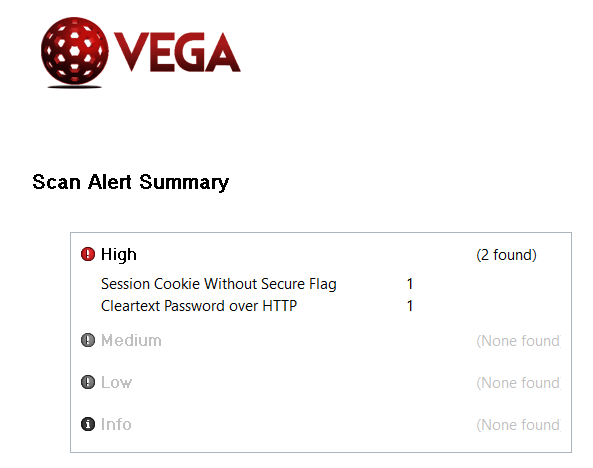 VEGA
Scan Alert Summary
High (2 found)
Session Cookie Without Secure Flag 1
Cleartext Password over HTTP 1
Medium (None found
Low (None found
Info (None found